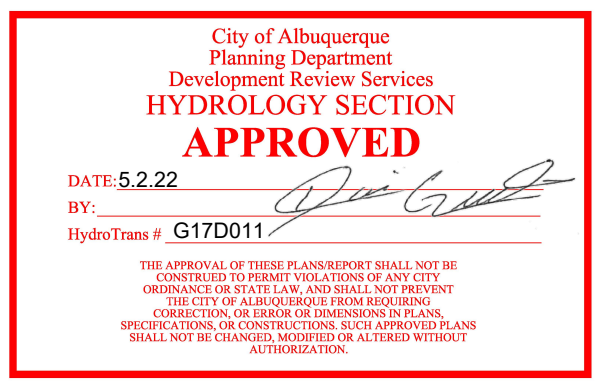 City of Albuquerque
Planning Department
Development Review Services
HYDROLOGY SECTION
APPROVED
DATE: 5.2.22
BY:
HydroTrans # G17D011
THE APPROVAL OF THESE PLANS/REPORT SHALL NOT BE
CONSTRUED TO PERMIT VIOLATIONS OF ANY CITY
ORDINANCE OR STATE LAW, AND SHALL NOT PREVENT
THE CITY OF ALBUQUERQUE FROM REQUIRING
CORRECTION, OR ERROR OR DIMENSIONS IN PLANS,
SPECIFICATIONS, OR CONSTRUCTIONS. SUCH APPROVED PLANS
SHALL NOT BE CHANGED, MODIFIED OR ALTERED WITHOUT
AUTHORIZATION.